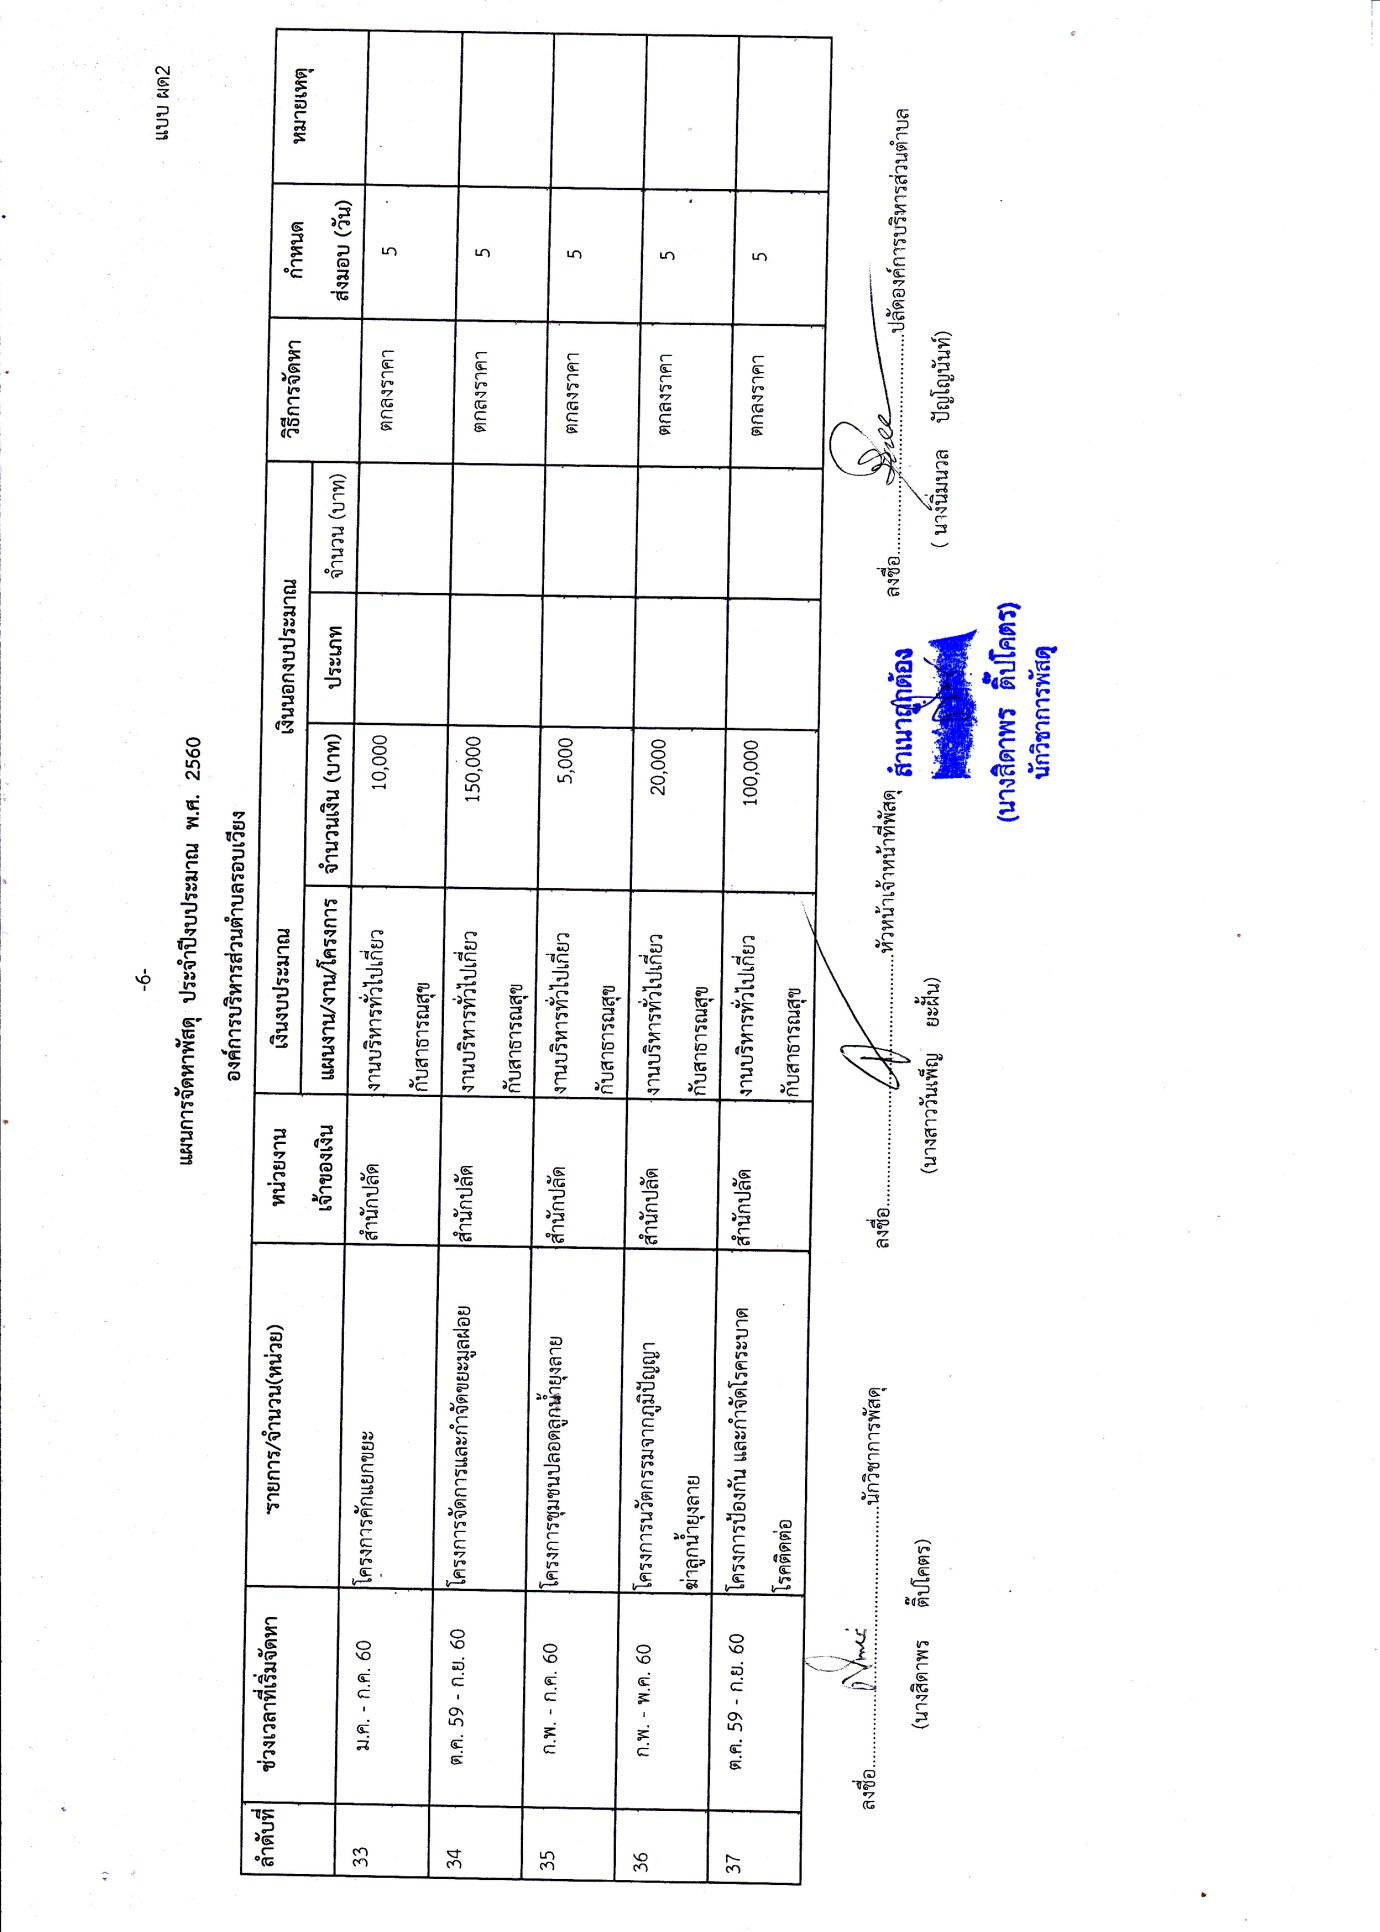 -6-
แบบ ผด2
แผนการจัดหาพัสดุ ประจำปีงบประมาณ พ.ศ. 2560
องค์การบริหารส่วนตำบลรอบเวียง
ลำดับที่ ช่วงเวลาที่เริ่มจัดหา รายการ/จำนวน(หน่วย) หน่วยงาน เงินงบประมาณ เงินนอกงบประมาณ วิธีการจัดหา กำหนด หมายเหตุ
เจ้าของเงิน แผนงาน/งาน/โครงการ จำนวนเงิน (บาท) ประเภท จำนวน (บาท) ส่งมอบ (วัน)
33 ม.ค. - ก.ค. 60 โครงการคักแยกขยะ สำนักปลัด งานบริหารทั่วไปเกี่ยว 10,000 ตกลงราคา 5
กับสาธารณสุข
34 ต.ค. 59 - ก.ย. 60 โครงการจัดการและกำจัดขยะมูลฝอย สำนักปลัด งานบริหารทั่วไปเกี่ยว 150,000 ตกลงราคา 5
กับสาธารณสุข
35 ก.พ. - ก.ค. 60 โครงการชุมชนปลอดลูกน้ำยุงลาย สำนักปลัด งานบริหารทั่วไปเกี่ยว 5,000 ตกลงราคา 5
กับสาธารณสุข
36 ก.พ. - พ.ค. 60 โครงการนวัตกรรมจากภูมิปัญญา สำนักปลัด งานบริหารทั่วไปเกี่ยว 20,000 ตกลงราคา 5
ฆ่าลูกน้ำยุงลาย กับสาธารณสุข
37 ต.ค. 59 - ก.ย. 60 โครงการป้องกัน และกำจัดโรคระบาด สำนักปลัด งานบริหารทั่วไปเกี่ยว 100,000 ตกลงราคา 5
โรคติดต่อ กับสาธารณสุข
ลงชื่อ..............................นักวิชาการพัสดุ
(นางสิดาพร ติ๊ปโคตร)
ลงชื่อ..............................หัวหน้าเจ้าหน้าที่พัสดุ
(นางสาววันเพ็ญ ยะฝั้น)
ลงชื่อ..............................ปลัดองค์การบริหารส่วนตำบล
( นางนิ่มนวล ปัญโญนันท์)
สำเนาถูกต้อง
(นางสิดาพร ติ๊ปโคตร)
นักวิชาการพัสดุ